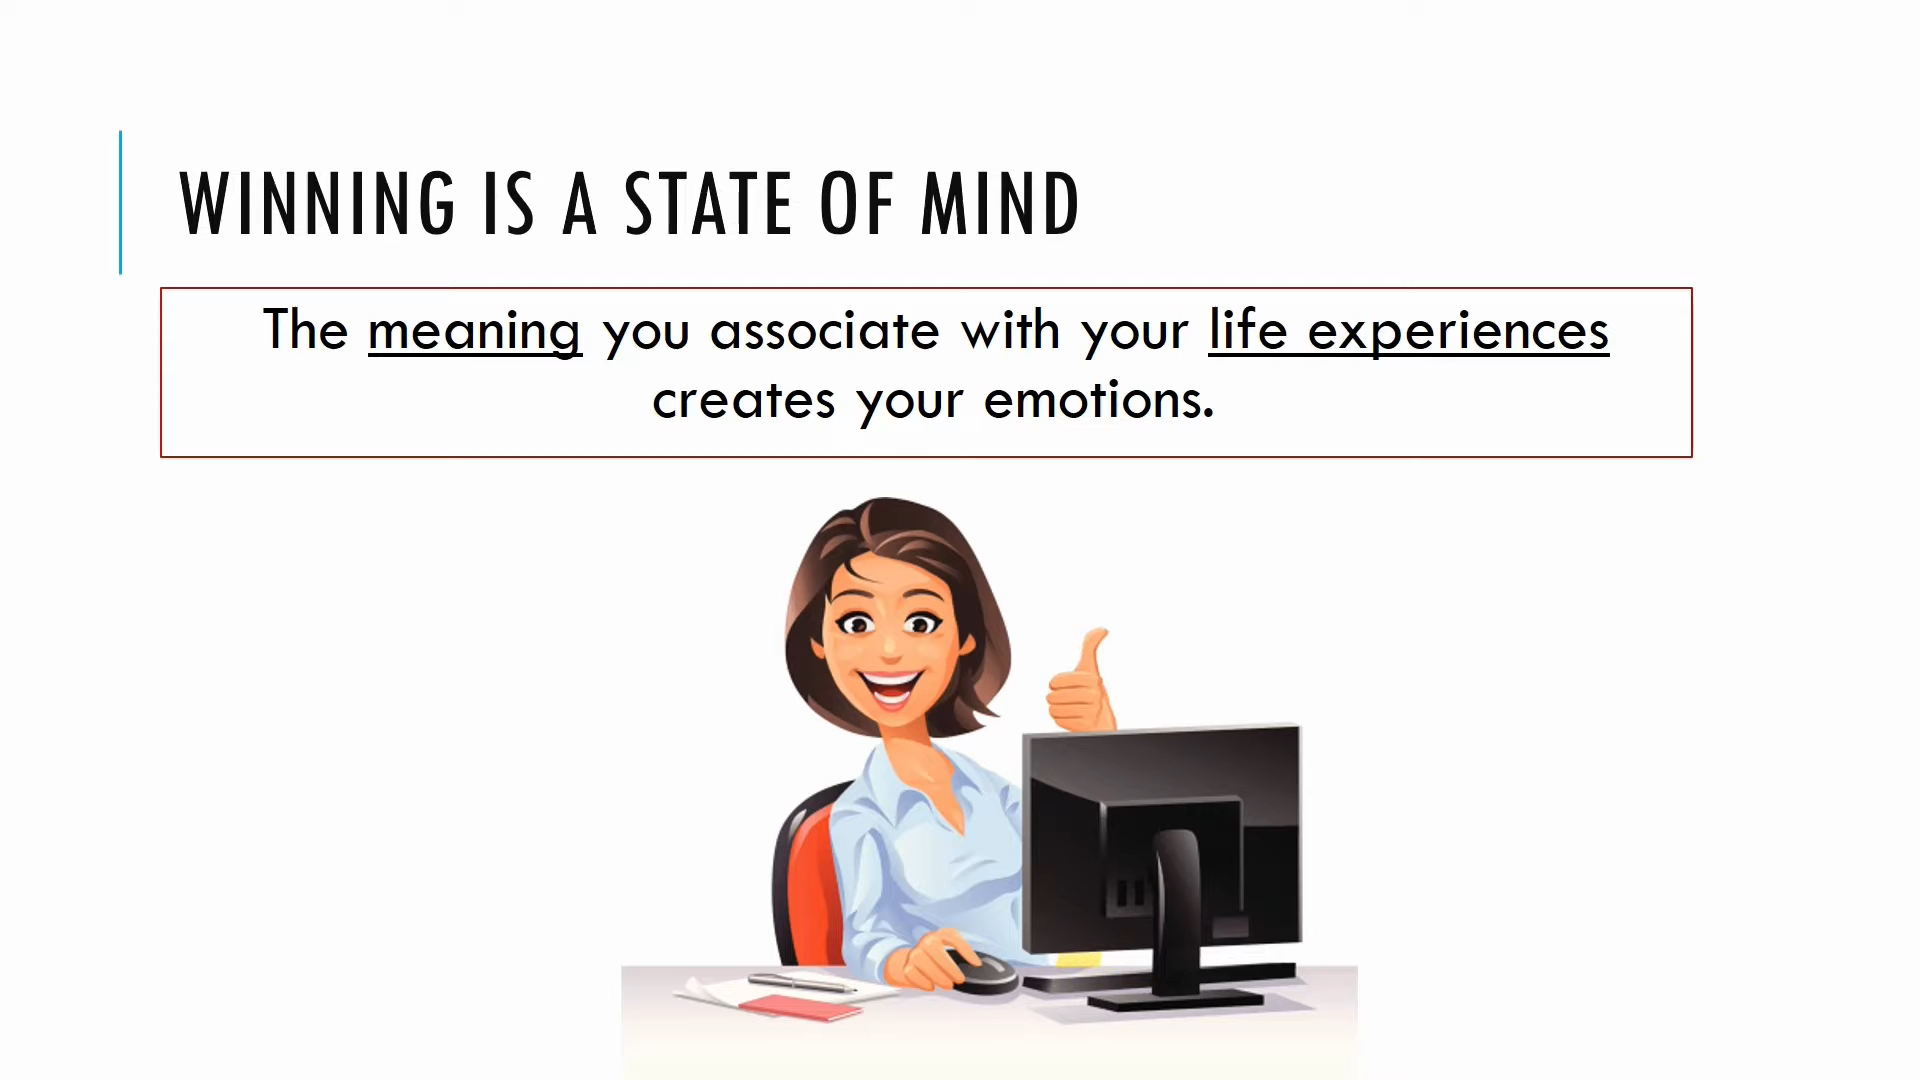 WINNING IS A STATE OF MIND
The meaning you associate with your life experiences
creates your emotions.